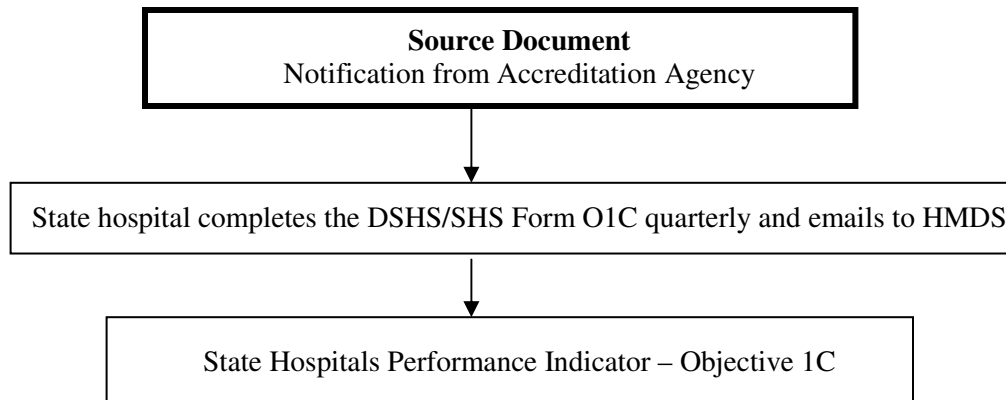 Source Document
Notification from Accreditation Agency
State hospital completes the DSHS/SHS Form O1C quarterly and emails to HMDS
State Hospitals Performance Indicator – Objective 1C